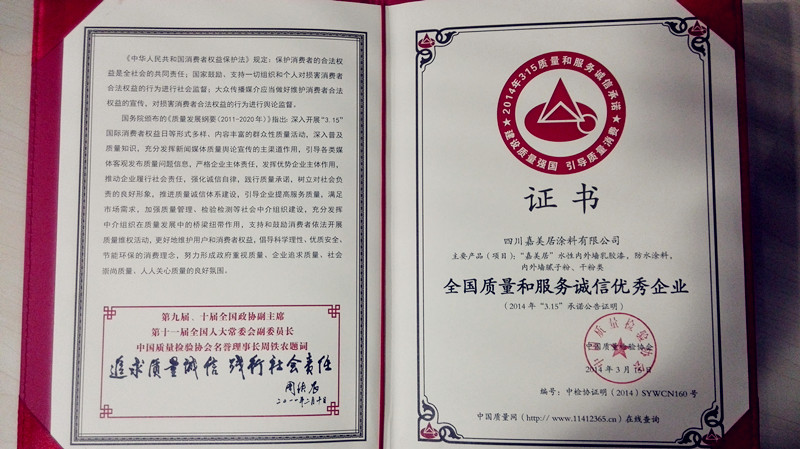 《中华人民共和国消费者权益保护法》规定：保护消费者的合法权
益是全社会的共同责任；国家鼓励、支持一切组织和个人对损害消费者
合法权益的行为进行社会监督；大众传播媒介应当做好维护消费者合法
权益的宣传，对损害消费者合法权益的行为进行舆论监督。
国务院颁布的《质量发展纲要（2011-2020年）》指出：深入开展“3.15”
国际消费者权益日等形式多样、内容丰富的群众性质量活动，深入普及
质量知识，充分发挥新闻媒体质量舆论宣传的主渠道作用，引导各类媒
体客观发布质量问题信息，严格企业主体责任，发挥优势企业主体作用，
推动企业履行社会责任，强化诚信自律，践行质量承诺，树立对社会负
责的良好形象，推进质量诚信体系建设，引导企业提高服务质量，满足
市场需求，加强质量管理、检验检测等社会中介组织建设，充分发挥
中介组织在质量发展中的桥梁纽带作用，支持和鼓励消费者依法开展
质量维权活动，更好地维护用户和消费者权益，倡导科学理性、优质安全、
节能环保的消费理念，努力形成政府重视质量、企业追求质量、社会
崇尚质量、人人关心质量的良好氛围。
第九届、十届全国政协副主席
第十一届全国人大常委会副委员长
中国质量检验协会名誉理事长周铁农题词
追求质量诚信 践行社会责任
周铁农
二〇一一年二月十日
★2014年315质量和服务诚信承诺★
建设质量强国 引导质量消费
证书
四川嘉美居涂料有限公司
主要产品（项目）：“嘉美居”水性内外墙乳胶漆，防水涂料，
内外墙腻子粉、干粉类
全国质量和服务诚信优秀企业
（2014年“3.15”承诺公告证明）
中国质量检验协会
中国质量检验协会
2014年3月15日
编号：中检协证明（2014）SYWCN160号
中国质量网（http://www.11412365.cn）在线查询